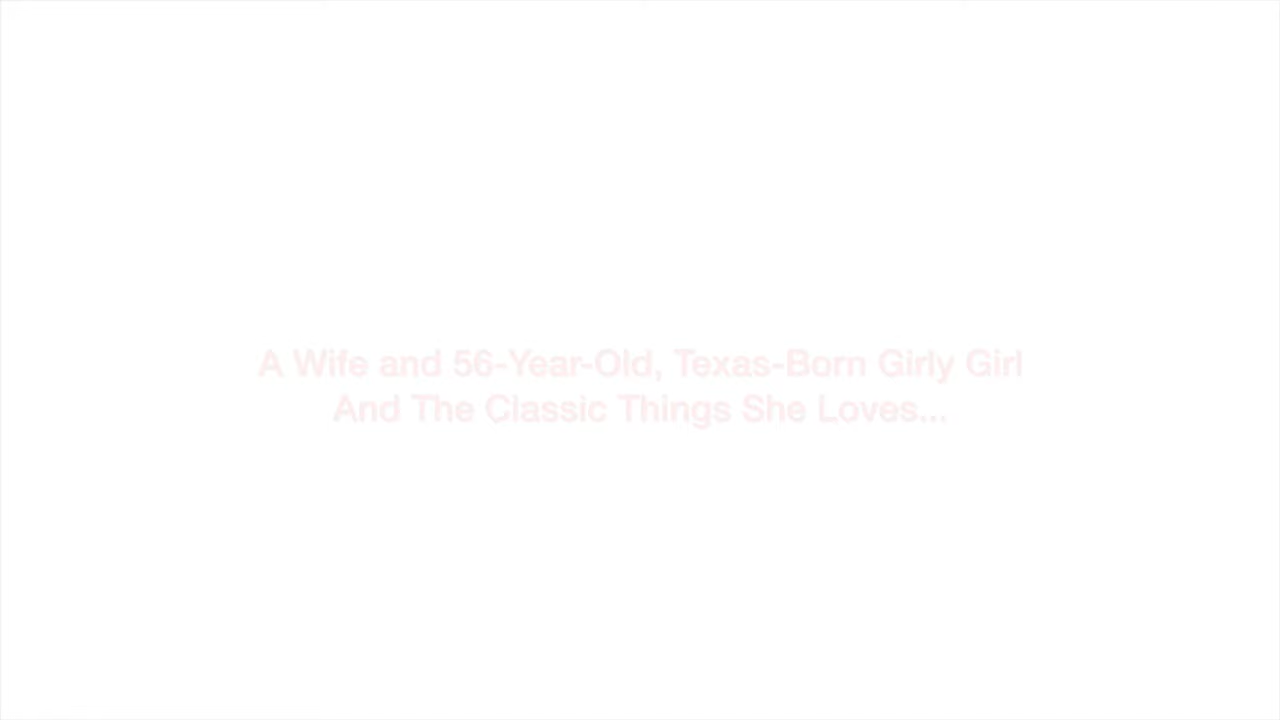 A Wife and 56-Year-Old, Texas-Born Girly Girl
And The Classic Things She Loves...